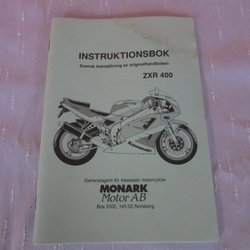 INSTRUKTIONSBOK
Svensk översättning av originalhandboken
ZXR 400
Kawasaki
Generalagent för Kawasaki motorcyklar
MONARK
Motor AB
Box 2102, 145 02 Norsborg